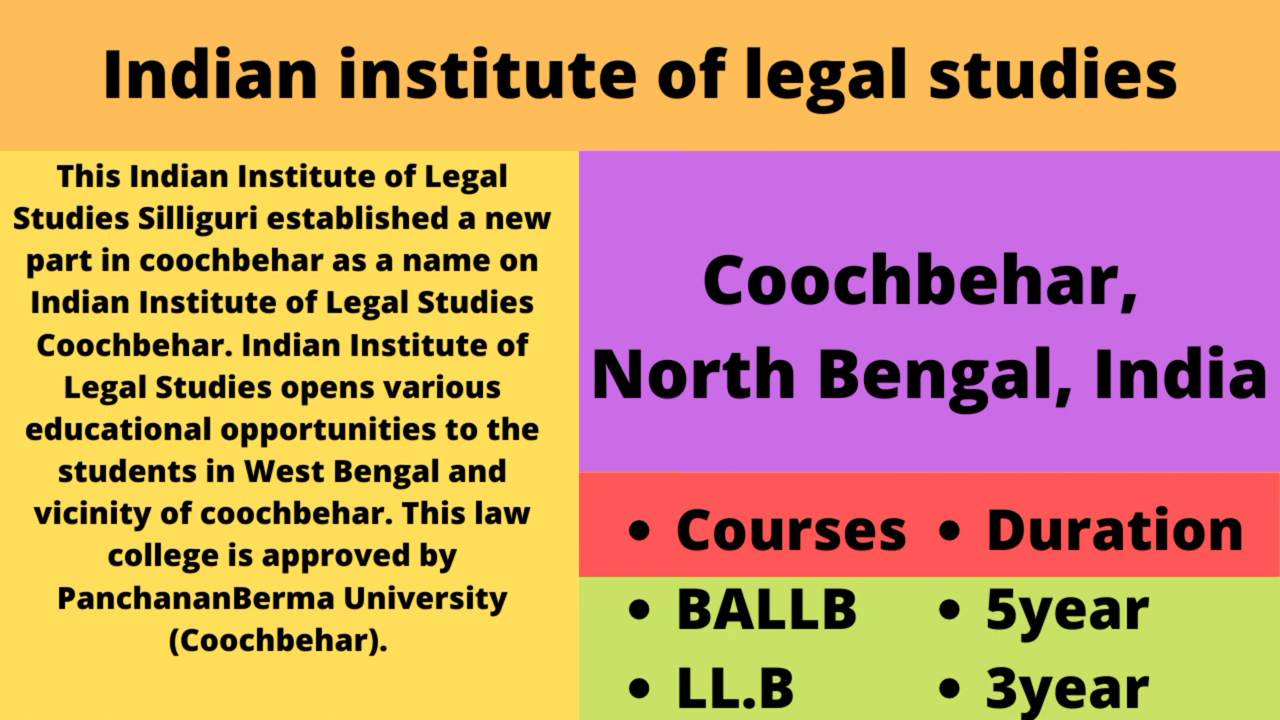 Indian institute of legal studies
This Indian Institute of Legal
Studies Silliguri established a new
part in coochbehar as a name on
Indian Institute of Legal Studies
Coochbehar. Indian Institute of
Legal Studies opens various
educational opportunities to the
students in West Bengal and
vicinity of coochbehar. This law
college is approved by
PanchananBerma University
(Coochbehar).
Coochbehar,
North Bengal, India
• Courses • Duration
• BALLB • 5year
• LL.B • 3year